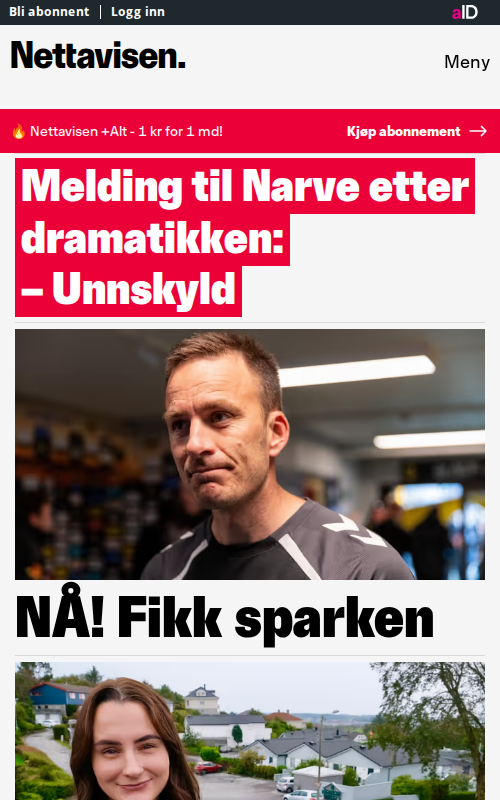 Bli abonnent | Logg inn
aID
Nettavisen.
Meny
🔥 Nettavisen +Alt - 1 kr for 1 md!
Kjøp abonnement →
Melding til Narve etter
dramatikken:
– Unnskyld
NÅ! Fikk sparken